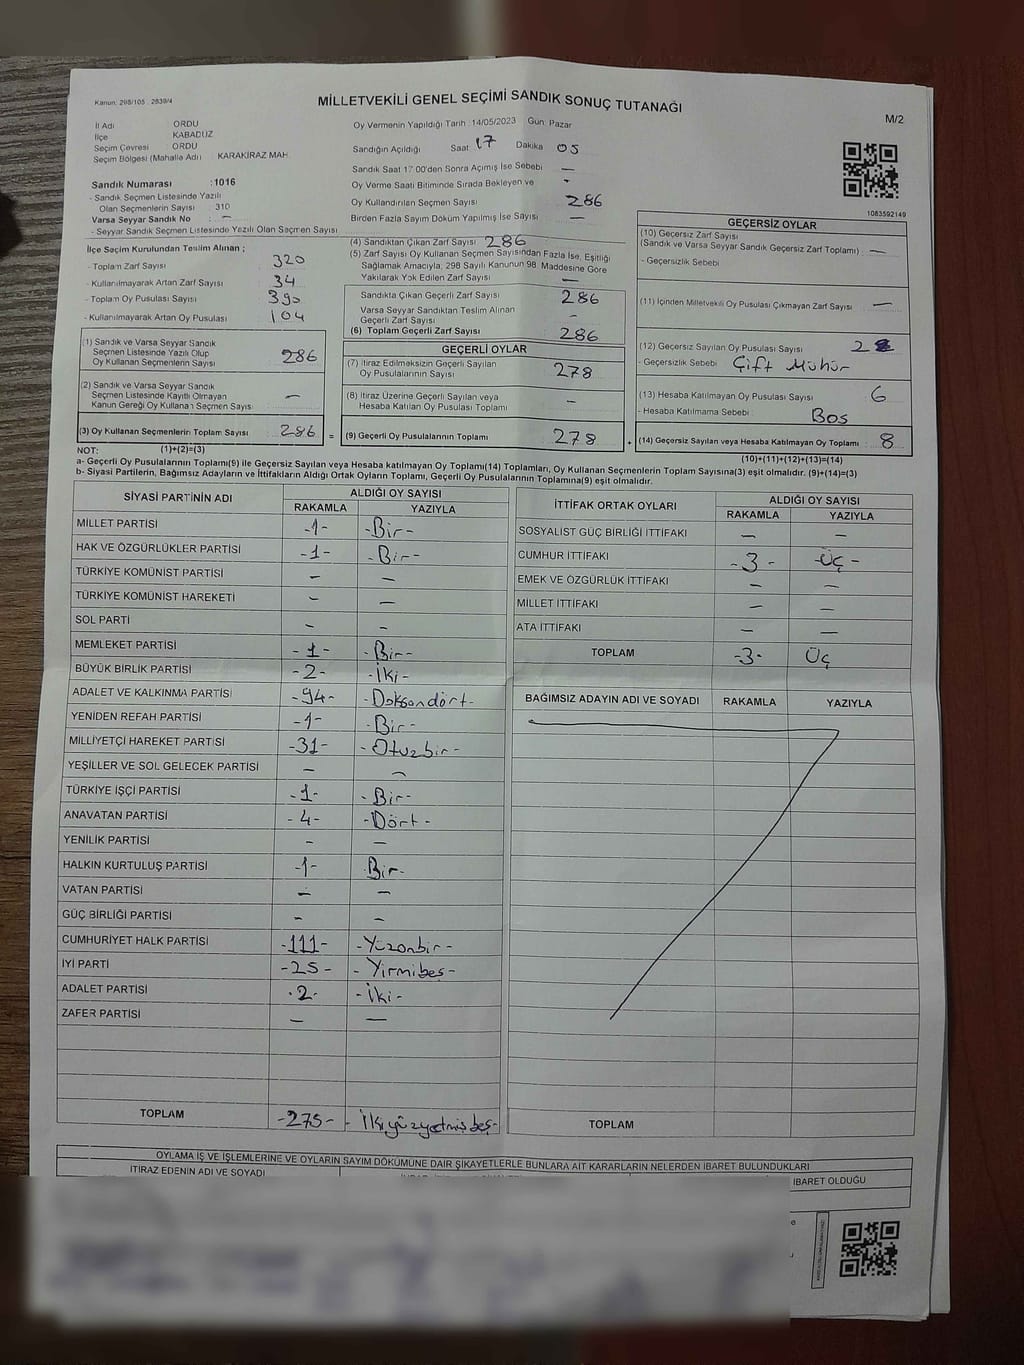 Kanun: 298/105 , 2839/4
MİLLETVEKİLİ GENEL SEÇİMİ SANDIK SONUÇ TUTANAĞI
M/2
İl Adı ORDU
İlçe KABADÜZ
Seçim Çevresi ORDU
Seçim Bölgesi (Mahalle Adı) : KARAKİRAZ MAH.
Sandık Numarası :1016
- Sandık Seçmen Listesinde Yazılı
Olan Seçmenlerin Sayısı 310
Varsa Seyyar Sandık No : —
- Seyyar Sandık Seçmen Listesinde Yazılı Olan Seçmen Sayısı
Oy Vermenin Yapıldığı Tarih :14/05/2023 Gün: Pazar
Sandığın Açıldığı Saat 17 Dakika 05
Sandık Saat 17:00'den Sonra Açımış İse Sebebi —
Oy Verme Saati Bitiminde Sırada Bekleyen ve -
Oy Kullandırılan Seçmen Sayısı 286
Birden Fazla Sayım Döküm Yapılmış İse Sayısı —
1083592149
İlçe Seçim Kurulundan Teslim Alınan ;
- Toplam Zarf Sayısı 320
- Kullanılmayarak Artan Zarf Sayısı 34
- Toplam Oy Pusulası Sayısı 390
- Kullanılmayarak Artan Oy Pusulası 104
(4) Sandıktan Çıkan Zarf Sayısı 286
(5) Zarf Sayısı Oy Kullanan Seçmen Sayısından Fazla İse, Eşitliği
Sağlamak Amacıyla, 298 Sayılı Kanunun 98. Maddesine Göre
Yakılarak Yok Edilen Zarf Sayısı —
Sandıkta Çıkan Geçerli Zarf Sayısı 286
Varsa Seyyar Sandıktan Teslim Alınan
Geçerli Zarf Sayısı -
(6) Toplam Geçerli Zarf Sayısı 286
GEÇERSİZ OYLAR
(10) Geçersiz Zarf Sayısı
(Sandık ve Varsa Seyyar Sandık Geçersiz Zarf Toplamı) : —
- Geçersizlik Sebebi
(11) İçinden Milletvekili Oy Pusulası Çıkmayan Zarf Sayısı —
(12) Geçersiz Sayılan Oy Pusulası Sayısı 2
- Geçersizlik Sebebi Çift Mühür
(13) Hesaba Katılmayan Oy Pusulası Sayısı 6
- Hesaba Katılmama Sebebi Boş
(14) Geçersiz Sayılan veya Hesaba Katılmayan Oy Toplamı : 8
(10)+(11)+(12)+(13)=(14)
(1) Sandık ve Varsa Seyyar Sandık
Seçmen Listesinde Yazılı Olup
Oy Kullanan Seçmenlerin Sayısı 286
(2) Sandık ve Varsa Seyyar Sandık
Seçmen Listesinde Kayıtlı Olmayan
Kanun Gereği Oy Kullanan Seçmen Sayısı —
(3) Oy Kullanan Seçmenlerin Toplam Sayısı 286
(1)+(2)=(3)
GEÇERLİ OYLAR
(7) İtiraz Edilmeksizin Geçerli Sayılan
Oy Pusulalarının Sayısı 278
(8) İtiraz Üzerine Geçerli Sayılan veya
Hesaba Katılan Oy Pusulası Toplamı -
= (9) Geçerli Oy Pusulalarının Toplamı 278 +
NOT:
a- Geçerli Oy Pusulalarının Toplamı(9) ile Geçersiz Sayılan veya Hesaba katılmayan Oy Toplamı(14) Toplamları, Oy Kullanan Seçmenlerin Toplam Sayısına(3) eşit olmalıdır. (9)+(14)=(3)
b- Siyasi Partilerin, Bağımsız Adayların ve İttifakların Aldığı Ortak Oyların Toplamı, Geçerli Oy Pusulalarının Toplamına(9) eşit olmalıdır.
SİYASİ PARTİNİN ADI ALDIĞI OY SAYISI
RAKAMLA YAZIYLA
MİLLET PARTİSİ -1- -Bir-
HAK VE ÖZGÜRLÜKLER PARTİSİ -1- -Bir-
TÜRKİYE KOMÜNİST PARTİSİ — —
TÜRKİYE KOMÜNİST HAREKETİ — —
SOL PARTİ — —
MEMLEKET PARTİSİ -1- -Bir-
BÜYÜK BİRLİK PARTİSİ -2- -İki-
ADALET VE KALKINMA PARTİSİ -94- -Doksandört-
YENİDEN REFAH PARTİSİ -1- -Bir-
MİLLİYETÇİ HAREKET PARTİSİ -31- -Otuzbir-
YEŞİLLER VE SOL GELECEK PARTİSİ — —
TÜRKİYE İŞÇİ PARTİSİ -1- -Bir-
ANAVATAN PARTİSİ -4- -Dört-
YENİLİK PARTİSİ — —
HALKIN KURTULUŞ PARTİSİ -1- Bir-
VATAN PARTİSİ — —
GÜÇ BİRLİĞİ PARTİSİ — —
CUMHURİYET HALK PARTİSİ -111- -Yüzonbir-
İYİ PARTİ -25- -Yirmibeş-
ADALET PARTİSİ -2- -İki-
ZAFER PARTİSİ — —
TOPLAM -275- -İkiyüzyetmişbeş-
İTTİFAK ORTAK OYLARI ALDIĞI OY SAYISI
RAKAMLA YAZIYLA
SOSYALİST GÜÇ BİRLİĞİ İTTİFAKI — —
CUMHUR İTTİFAKI -3- -Üç-
EMEK VE ÖZGÜRLÜK İTTİFAKI — —
MİLLET İTTİFAKI — —
ATA İTTİFAKI — —
TOPLAM -3- Üç
BAĞIMSIZ ADAYIN ADI VE SOYADI RAKAMLA YAZIYLA
TOPLAM
OYLAMA İŞ VE İŞLEMLERİNE VE OYLARIN SAYIM DÖKÜMÜNE DAİR ŞİKAYETLERLE BUNLARA AİT KARARLARIN NELERDEN İBARET BULUNDUKLARI
İTİRAZ EDENİN ADI VE SOYADI
İBARET OLDUĞU